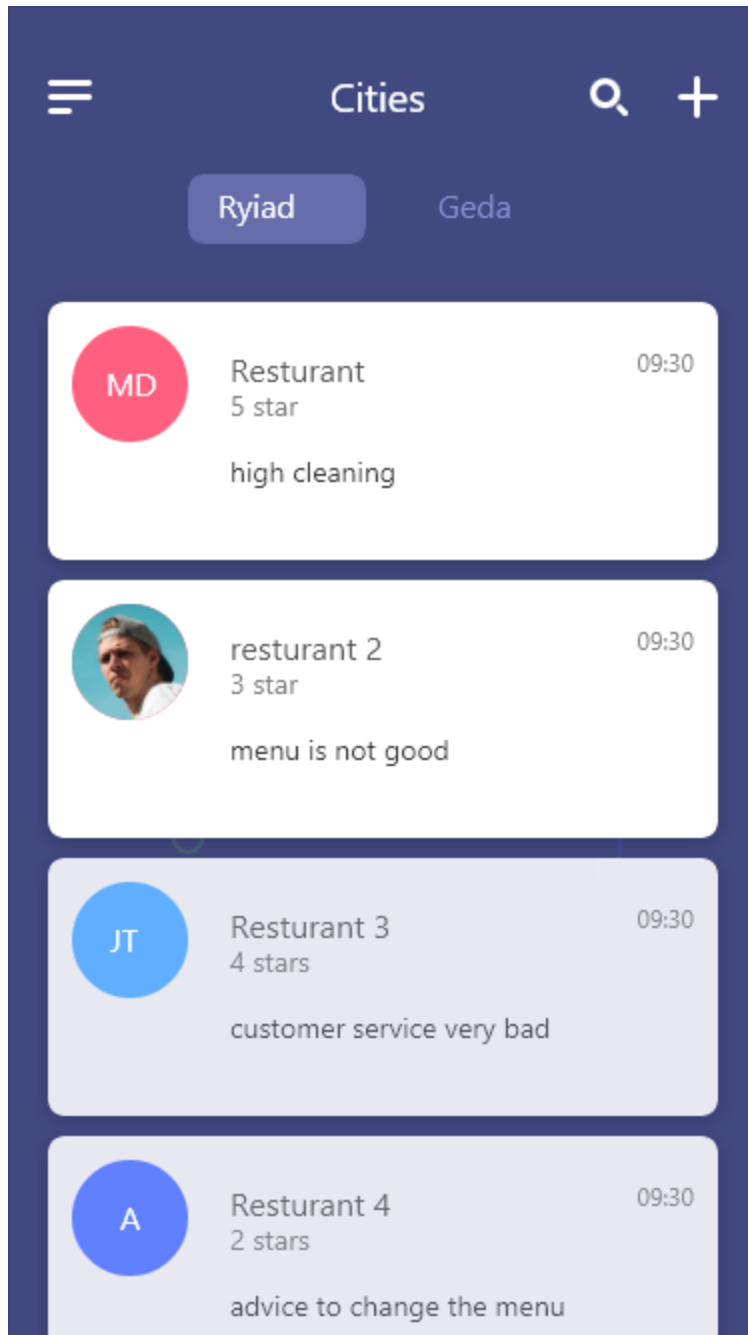 Cities
Ryiad Geda
MD
Resturant 09:30
5 star
high cleaning
resturant 2 09:30
3 star
menu is not good
JT
Resturant 3 09:30
4 stars
customer service very bad
A
Resturant 4 09:30
2 stars
advice to change the menu